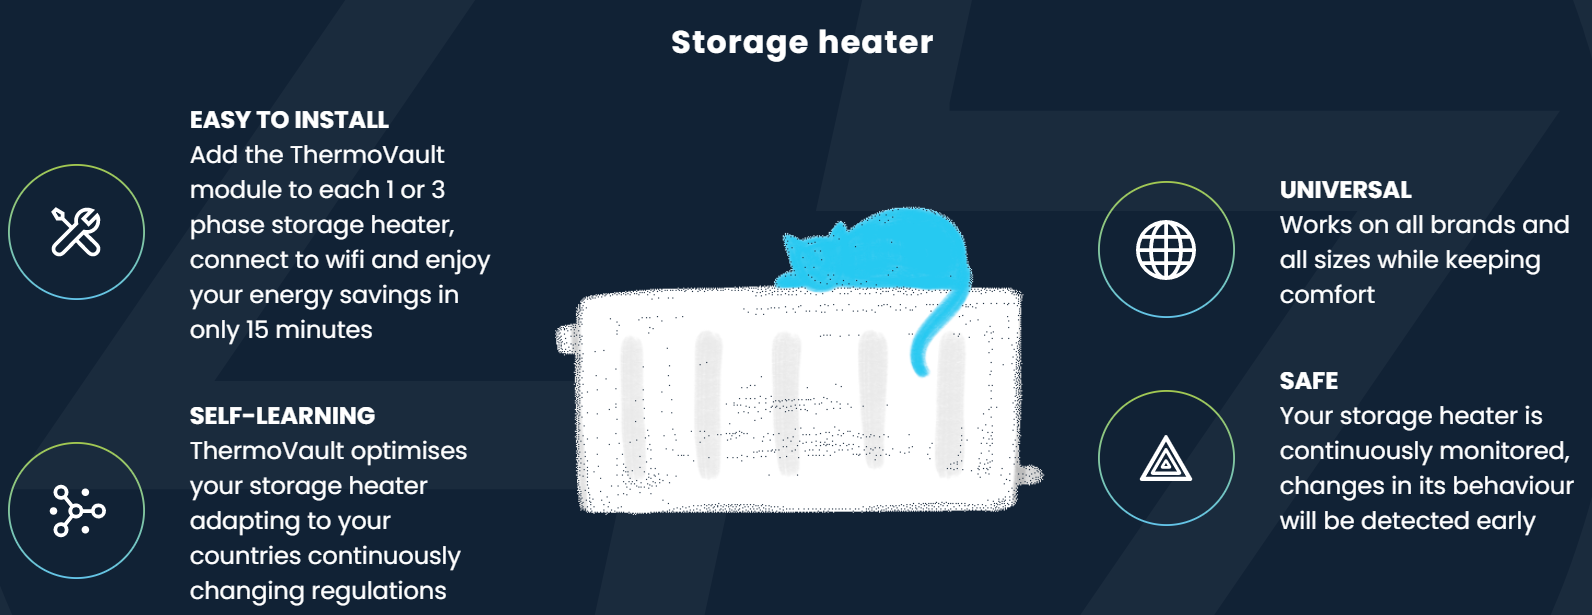 Storage heater
EASY TO INSTALL
Add the ThermoVault
module to each 1 or 3
phase storage heater,
connect to wifi and enjoy
your energy savings in
only 15 minutes
SELF-LEARNING
ThermoVault optimises
your storage heater
adapting to your
countries continuously
changing regulations
UNIVERSAL
Works on all brands and
all sizes while keeping
comfort
SAFE
Your storage heater is
continuously monitored,
changes in its behaviour
will be detected early